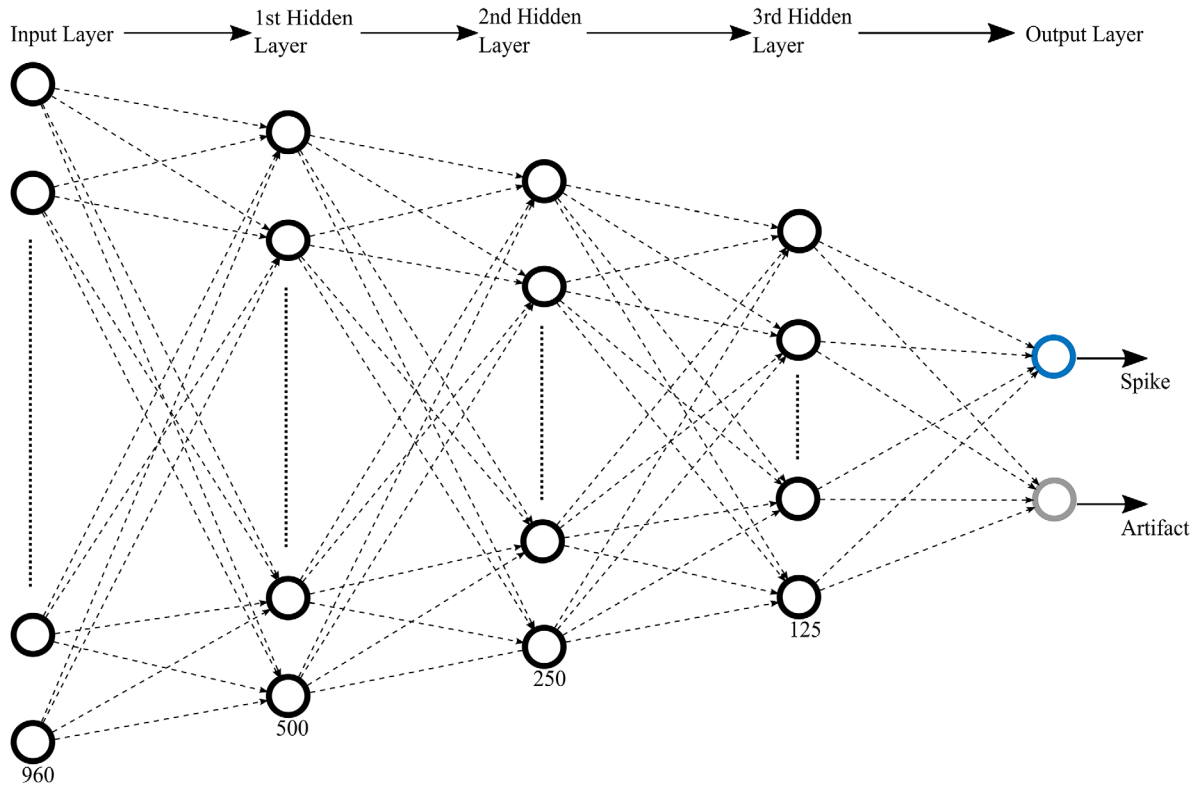 Input Layer
1st Hidden
Layer
2nd Hidden
Layer
3rd Hidden
Layer
Output Layer
Spike
Artifact
125
250
500
960